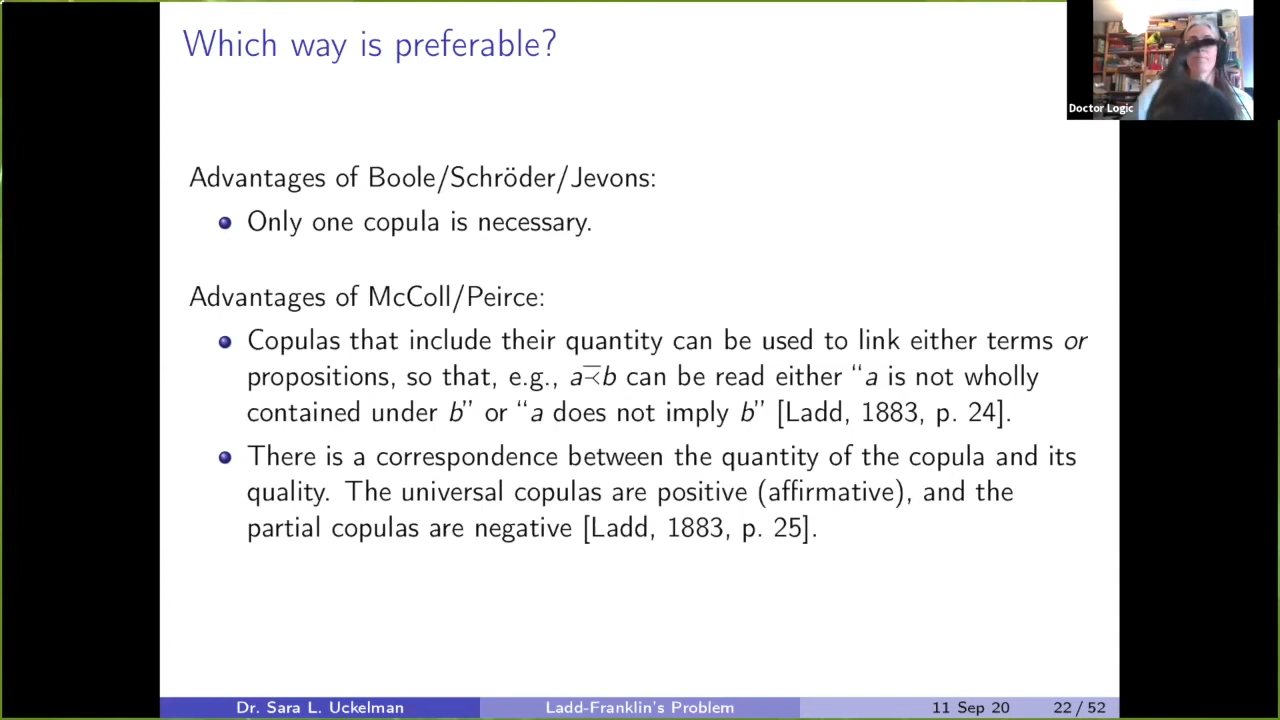 Which way is preferable?
Doctor Logic
Advantages of Boole/Schröder/Jevons:
Only one copula is necessary.
Advantages of McColl/Peirce:
Copulas that include their quantity can be used to link either terms or
propositions, so that, e.g., a⥶̅b can be read either “a is not wholly
contained under b” or “a does not imply b” [Ladd, 1883, p. 24].
There is a correspondence between the quantity of the copula and its
quality. The universal copulas are positive (affirmative), and the
partial copulas are negative [Ladd, 1883, p. 25].
Dr. Sara L. Uckelman
Ladd-Franklin's Problem
11 Sep 20
22 / 52